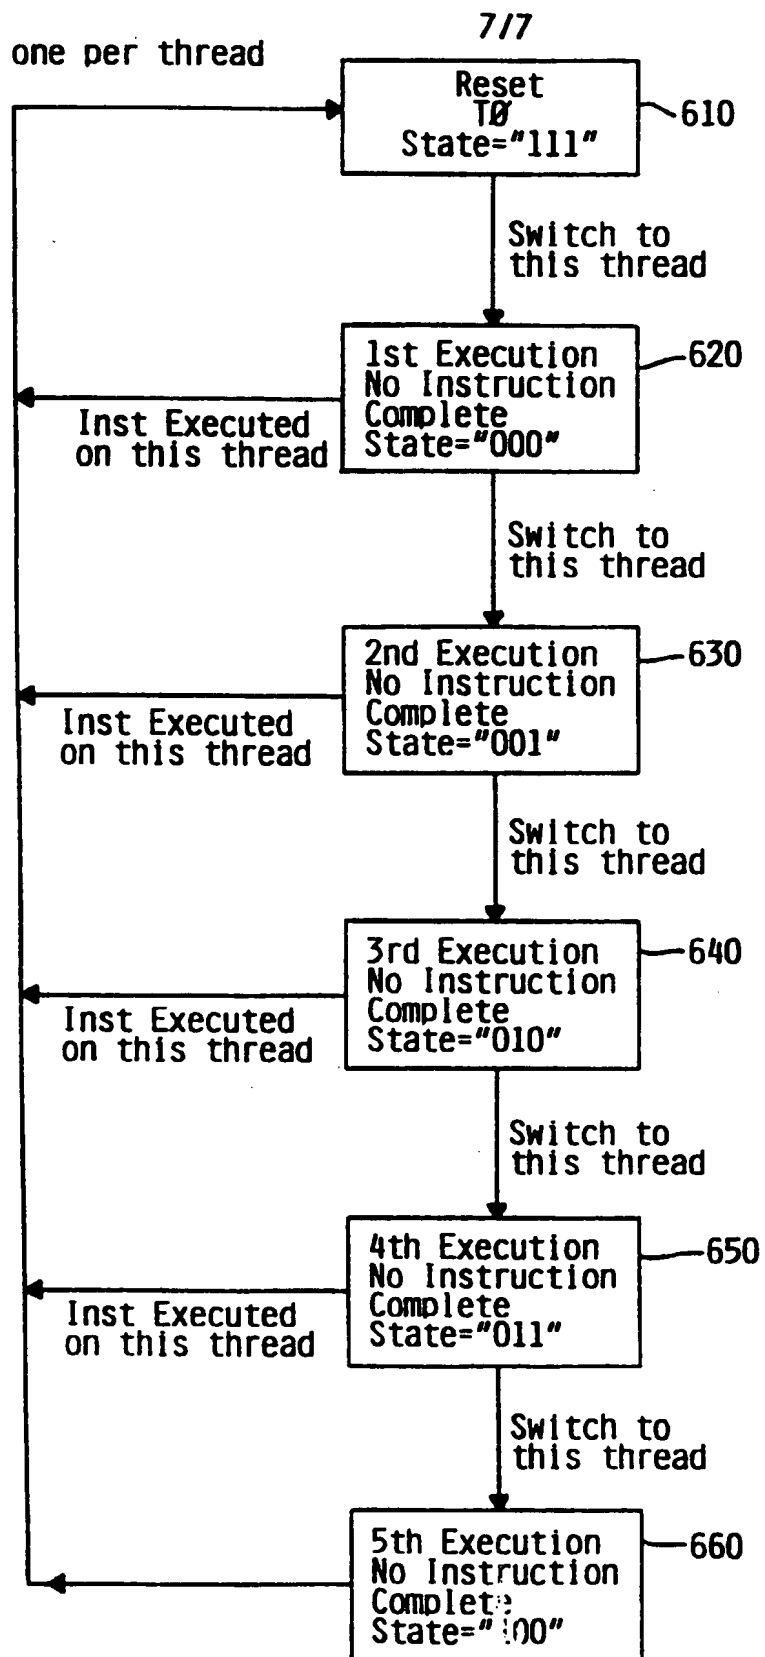 7/7
one per thread
Reset
TØ
State="111"
610
Switch to
this thread
1st Execution
No Instruction
Complete
State="000"
620
Inst Executed
on this thread
Switch to
this thread
2nd Execution
No Instruction
Complete
State="001"
630
Inst Executed
on this thread
Switch to
this thread
3rd Execution
No Instruction
Complete
State="010"
640
Inst Executed
on this thread
Switch to
this thread
4th Execution
No Instruction
Complete
State="011"
650
Inst Executed
on this thread
Switch to
this thread
5th Execution
No Instruction
Complete
State="100"
660